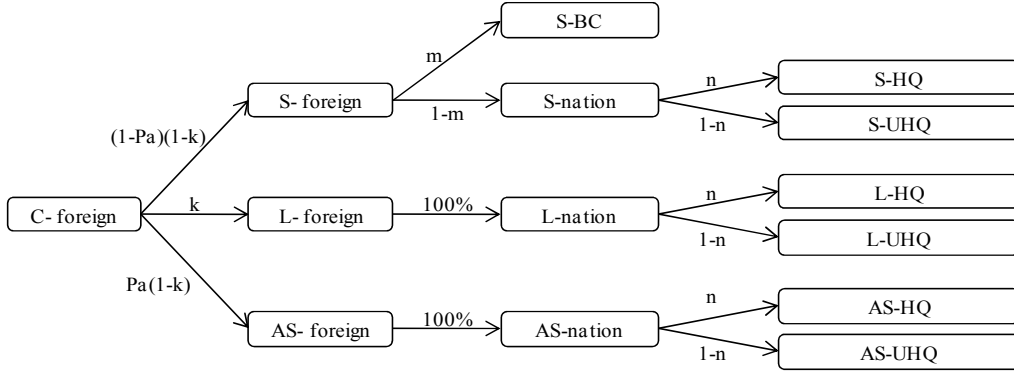 S-BC
m
S- foreign
1-m
S-nation
n
S-HQ
1-n
S-UHQ
(1-Pa)(1-k)
C- foreign
k
L- foreign
100%
L-nation
n
L-HQ
1-n
L-UHQ
Pa(1-k)
AS- foreign
100%
AS-nation
n
AS-HQ
1-n
AS-UHQ